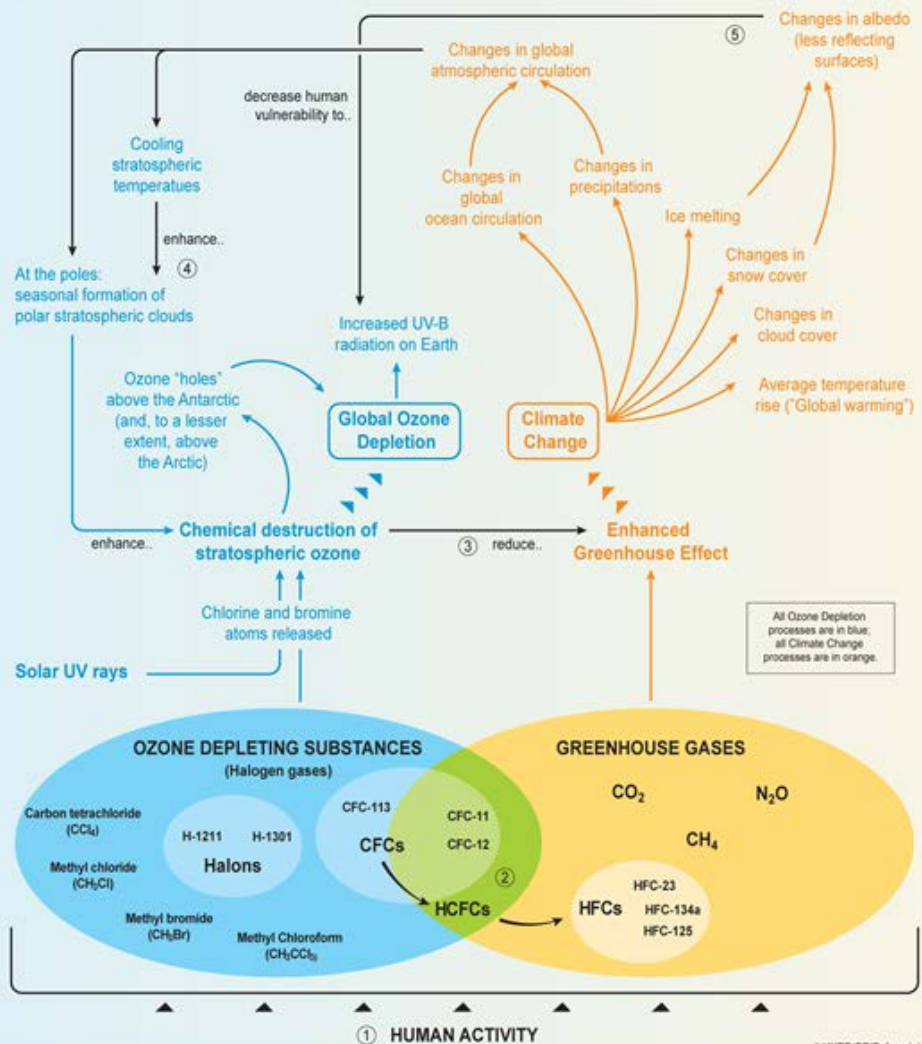 Changes in albedo
(less reflecting
surfaces)
⑤
Changes in global
atmospheric circulation
decrease human
vulnerability to..
Cooling
stratospheric
temperatues
Changes in
global
ocean circulation
Changes in
precipitations
Ice melting
enhance..
④
At the poles:
seasonal formation of
polar stratospheric clouds
Changes in
snow cover
Increased UV-B
radiation on Earth
Changes in
cloud cover
Ozone "holes"
above the Antarctic
(and, to a lesser
extent, above
the Arctic)
Global Ozone
Depletion
Climate
Change
Average temperature
rise ("Global warming")
enhance..
Chemical destruction of
stratospheric ozone
③ reduce..
Enhanced
Greenhouse Effect
Chlorine and bromine
atoms released
All Ozone Depletion
processes are in blue;
all Climate Change
processes are in orange.
Solar UV rays
OZONE DEPLETING SUBSTANCES
(Halogen gases)
GREENHOUSE GASES
Carbon tetrachloride
(CCl₄)
H-1211
H-1301
Halons
CFC-113
CFCs
CFC-11
CFC-12
CO₂
N₂O
CH₄
Methyl chloride
(CH₃Cl)
②
HCFCs
HFCs
HFC-23
HFC-134a
HFC-125
Methyl bromide
(CH₃Br)
Methyl Chloroform
① HUMAN ACTIVITY